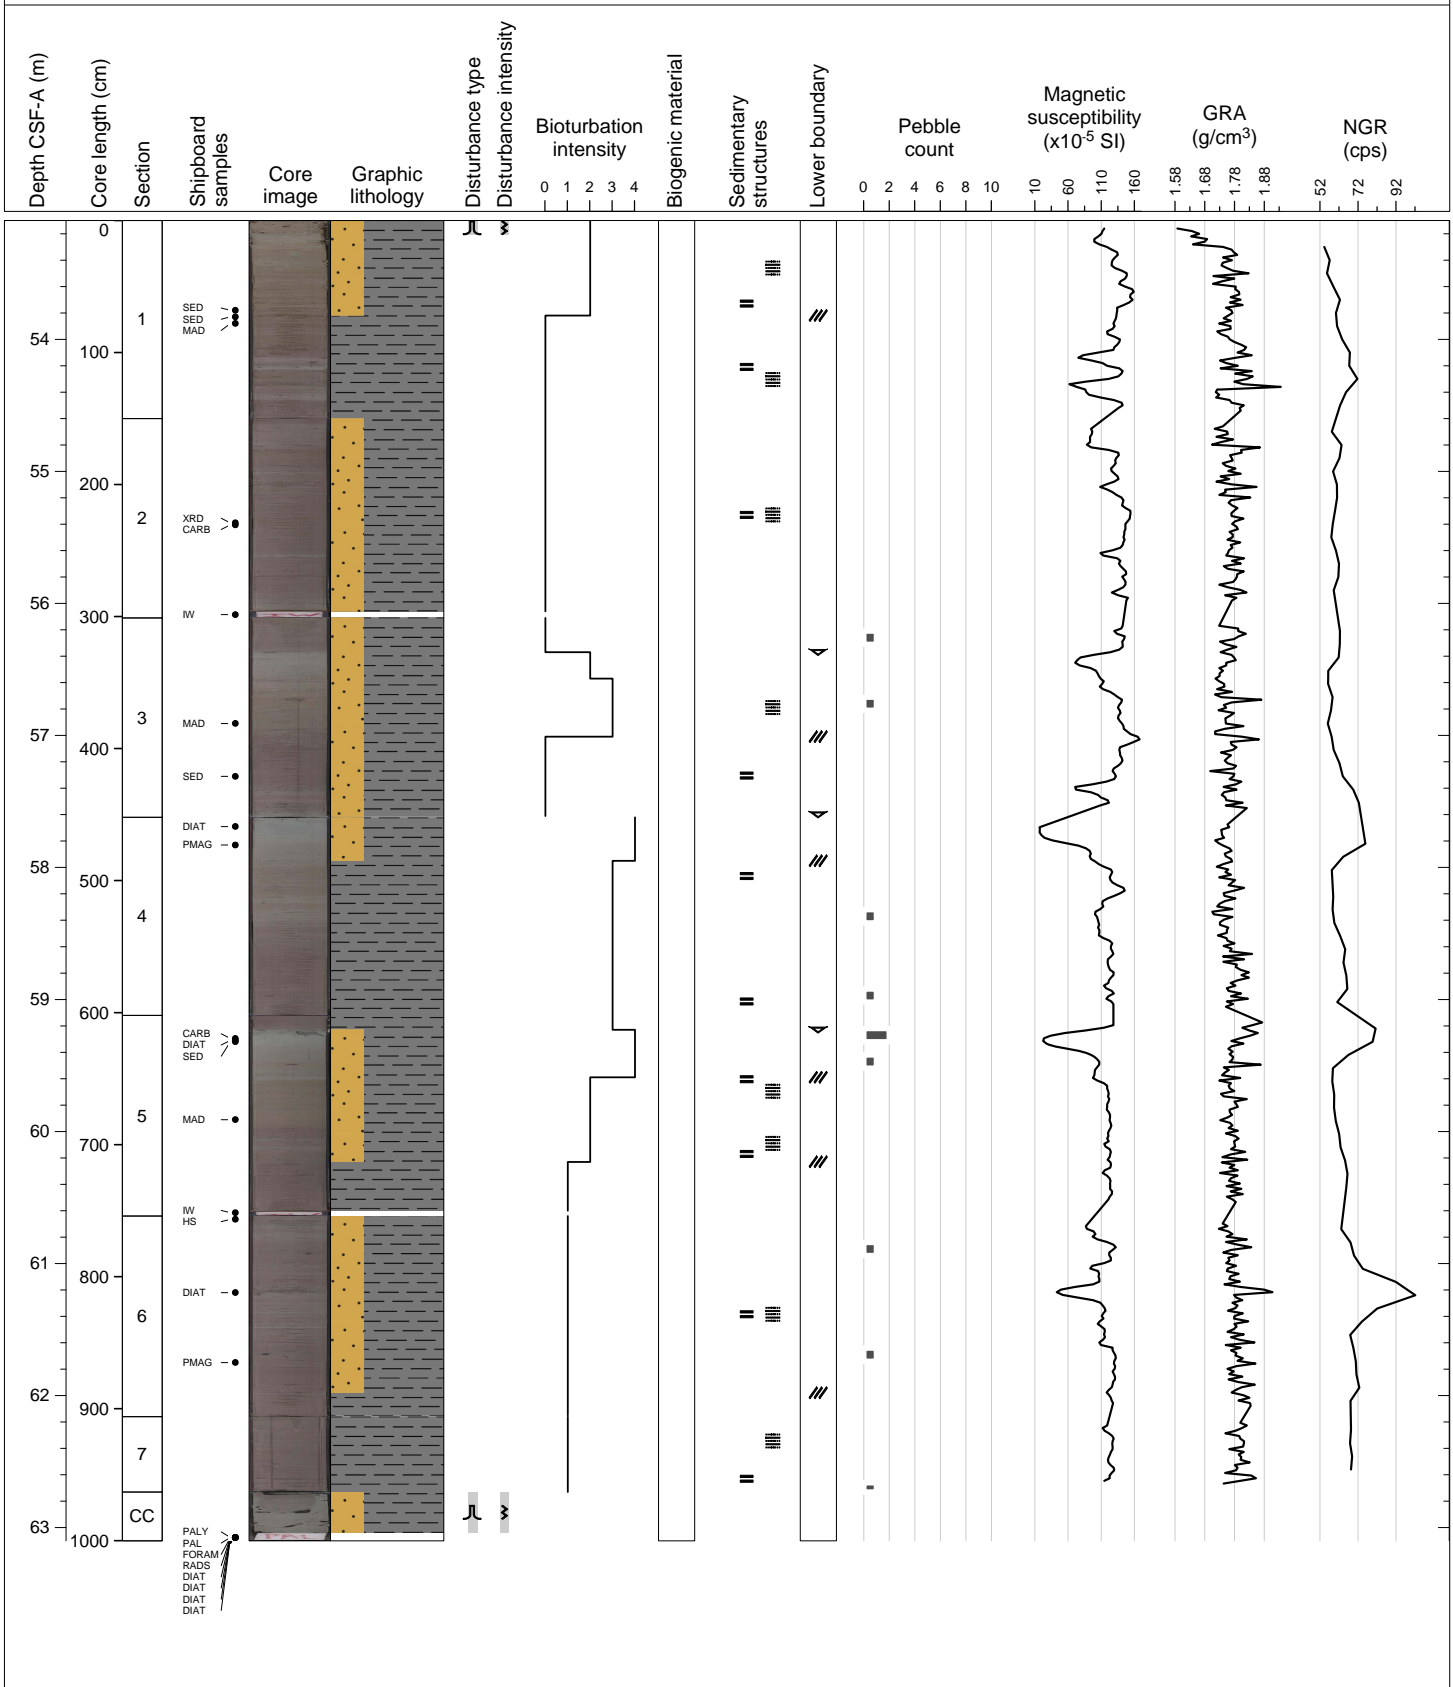 Depth CSF-A (m)
Core length (cm)
Section
Shipboard samples
Core image
Graphic lithology
Disturbance type
Disturbance intensity
Bioturbation intensity
0 1 2 3 4
Biogenic material
Sedimentary structures
Lower boundary
Pebble count
0 2 4 6 8 10
Magnetic susceptibility (x10-5 SI)
10 60 110 160
GRA (g/cm3)
1.58 1.68 1.78 1.88
NGR (cps)
52 72 92
0
SED
SED
MAD
1
54
100
55
200
XRD
CARB
2
56
300
IW
3
MAD
57
400
SED
DIAT
PMAG
58
500
4
59
600
CARB
DIAT
SED
5
MAD
60
700
IW
HS
61
800
DIAT
6
PMAG
62
900
7
CC
63
1000
PALY
PAL
FORAM
RADS
DIAT
DIAT
DIAT
DIAT